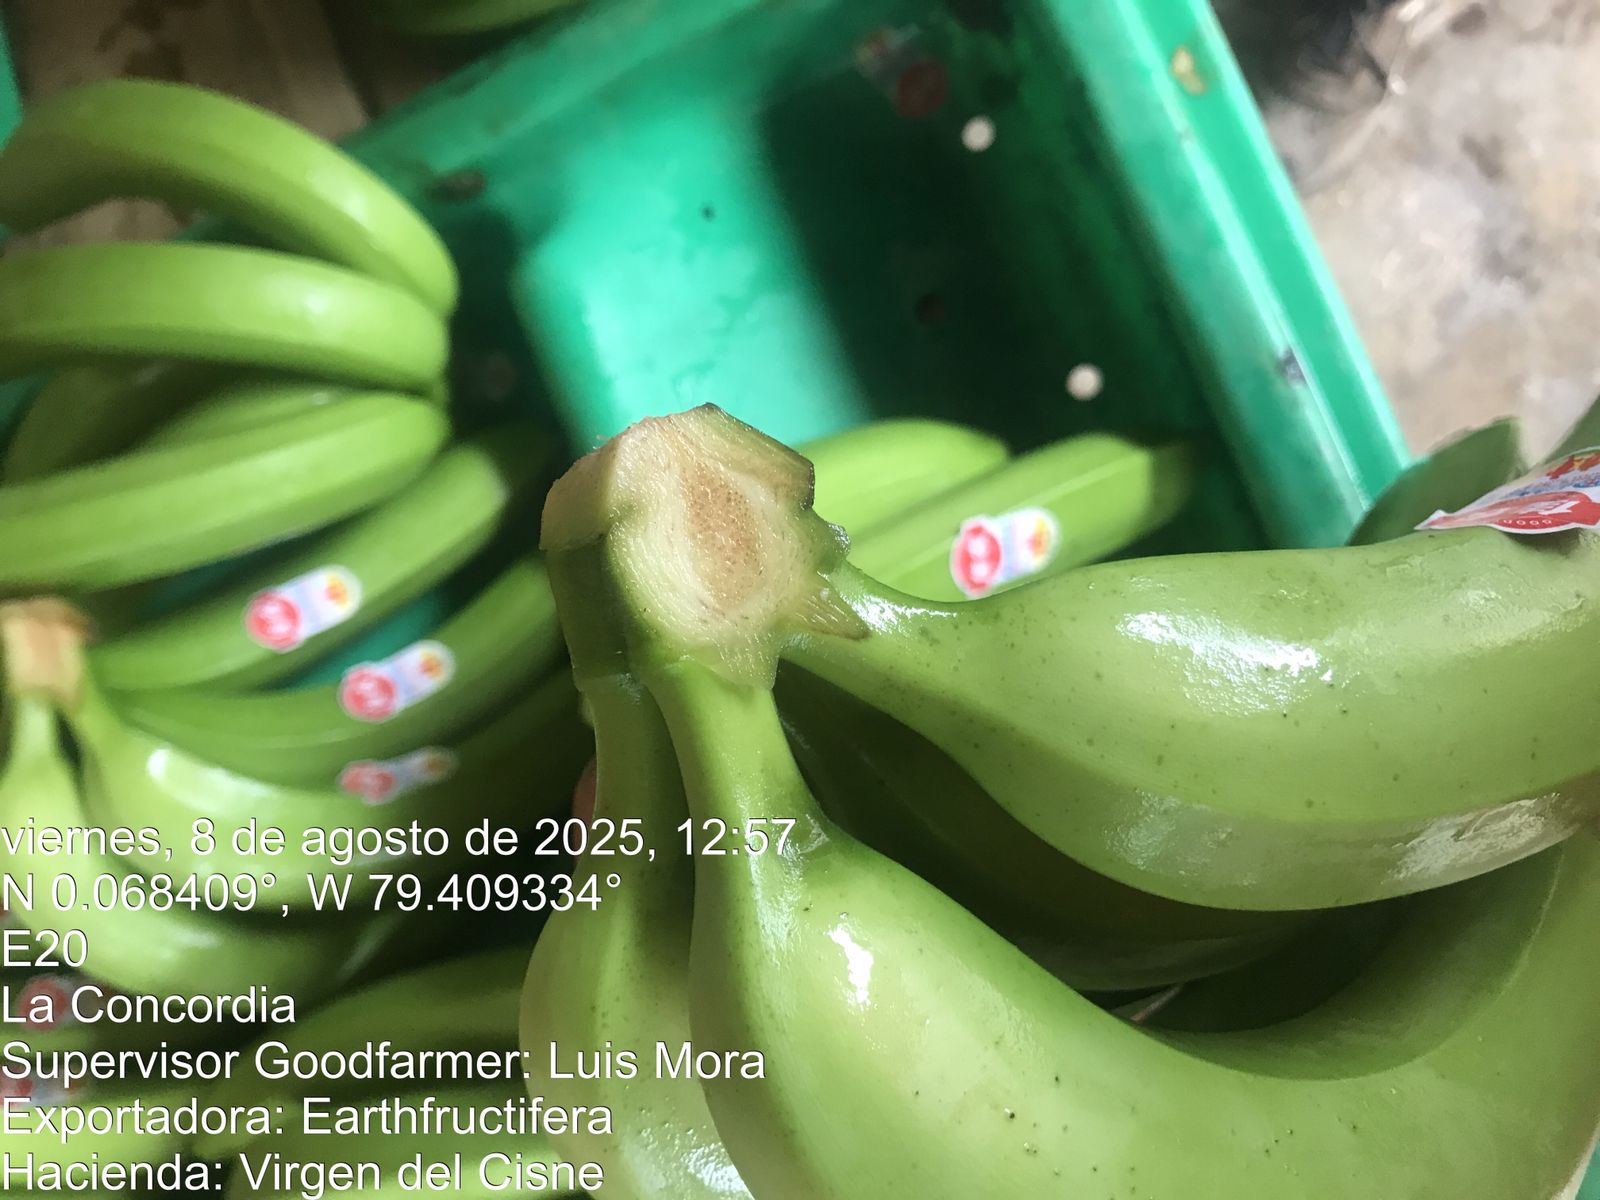 viernes, 8 de agosto de 2025, 12:57
N 0.068409°, W 79.409334°
E20
La Concordia
Supervisor Goodfarmer: Luis Mora
Exportadora: Earthfructifera
Hacienda: Virgen del Cisne